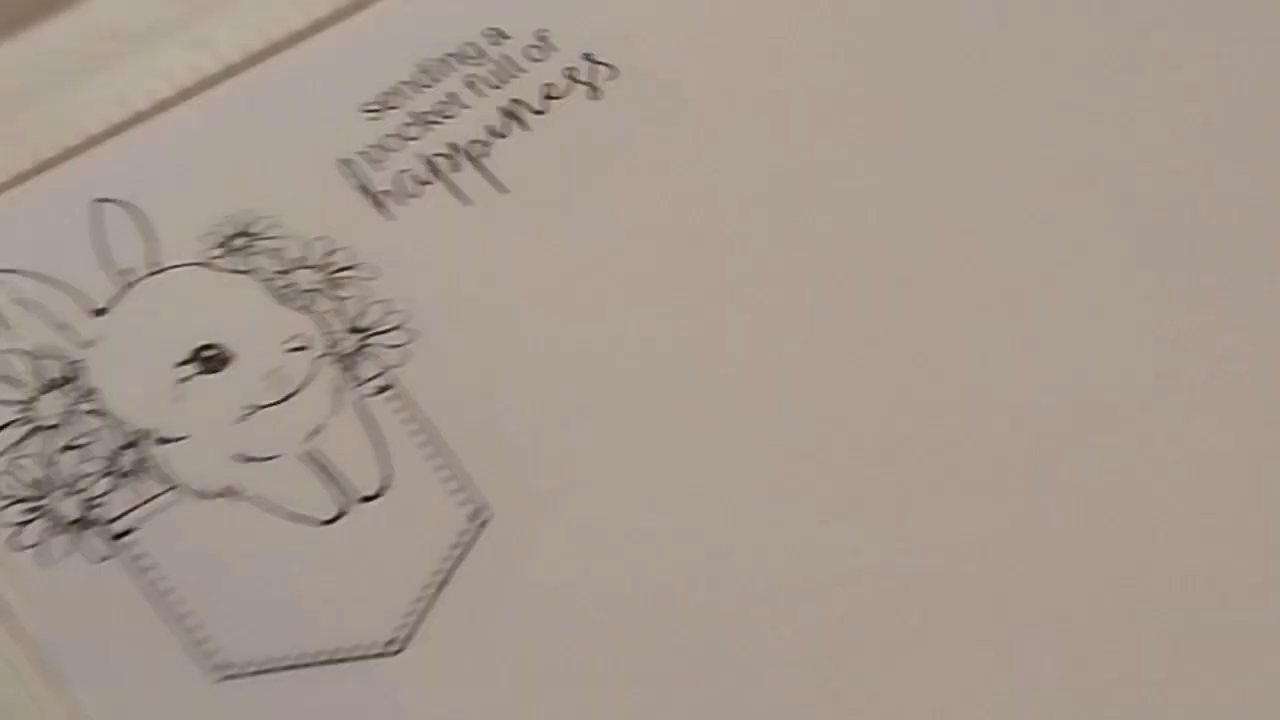 sending a
pocket full of
happiness